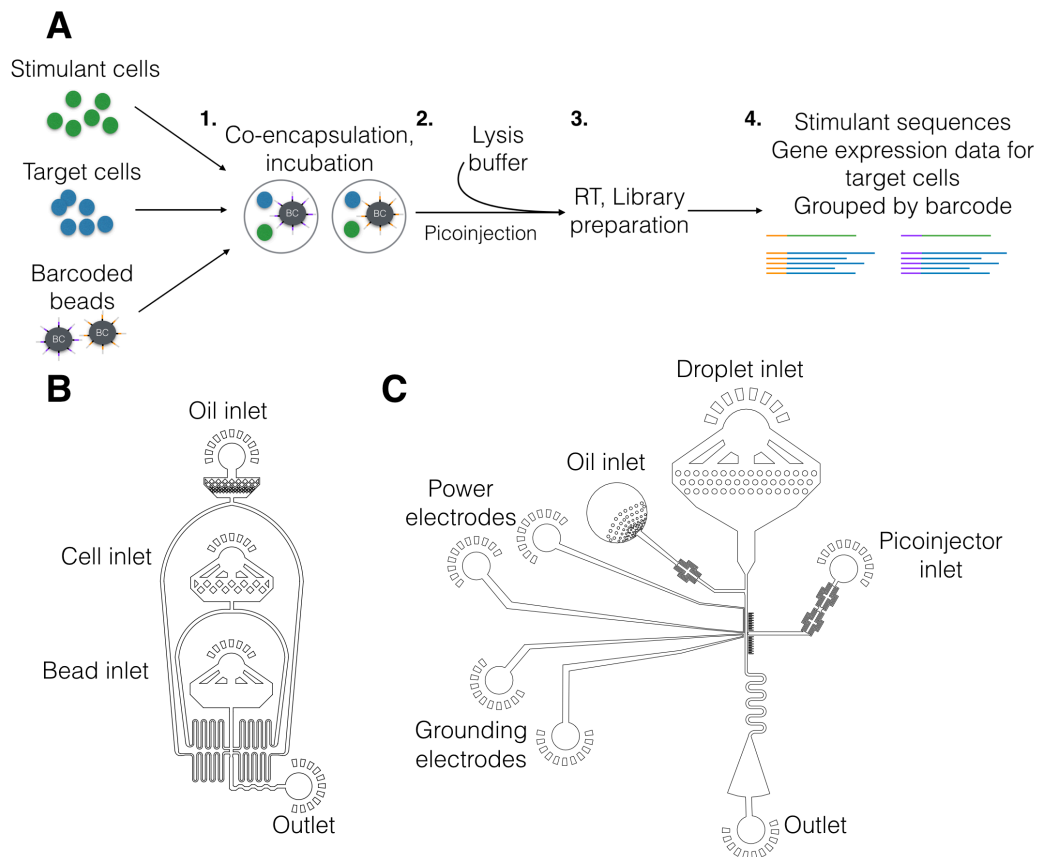 A
Stimulant cells
Target cells
Barcoded
beads
BC
BC
1.
Co-encapsulation,
incubation
BC
BC
2.
Lysis
buffer
Picoinjection
3.
RT, Library
preparation
4.
Stimulant sequences
Gene expression data for
target cells
Grouped by barcode
B
Oil inlet
Cell inlet
Bead inlet
Outlet
C
Droplet inlet
Oil inlet
Power
electrodes
Picoinjector
inlet
Grounding
electrodes
Outlet